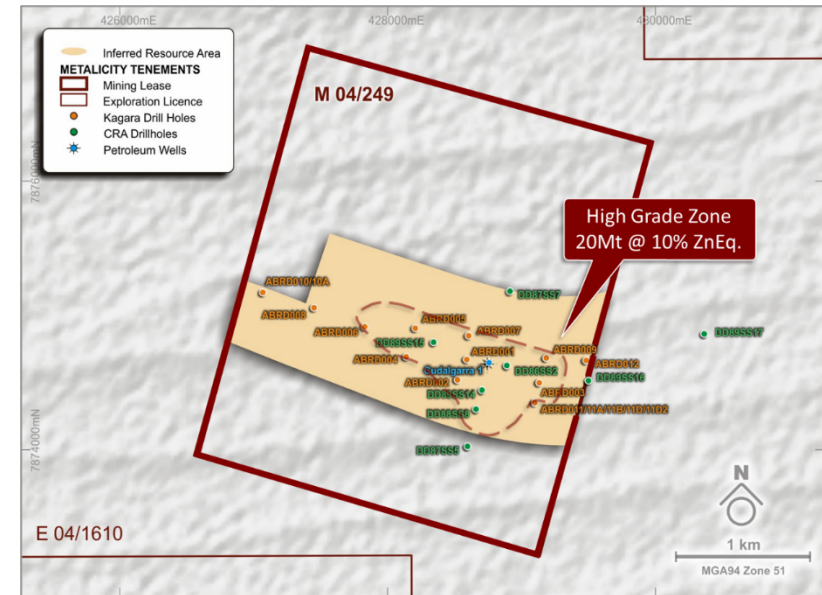 426000mE
428000mE
430000mE
Inferred Resource Area
METALICITY TENEMENTS
Mining Lease
Exploration Licence
Kagara Drill Holes
CRA Drillholes
Petroleum Wells
M 04/249
7876000mN
High Grade Zone
20Mt @ 10% ZnEq.
ABRD010/10A
DD87SS7
ABRD008
ABRD005
ABRD006
ABRD007
DD89SS17
DD89SS15
ABRD004
ABRD001
ABRD009
ABRD012
Cudalgarra 1
DD86SS2
ABRD002
DD89SS16
ABRD003
ABRD011/11A/11B/11D/11D2
7874000mN
DD87SS5
E 04/1610
N
1 km
MGA94 Zone 51